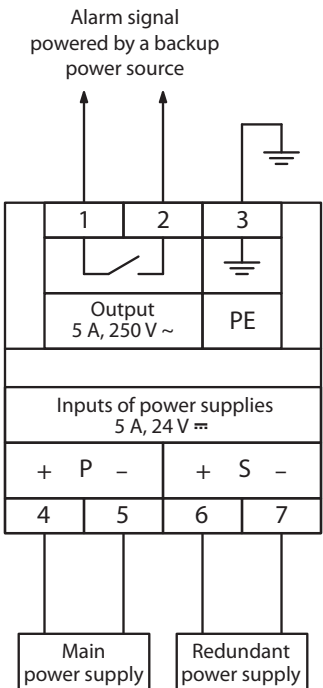 Alarm signal
powered by a backup
power source
1 2 3
Output
5 A, 250 V ~
PE
Inputs of power supplies
5 A, 24 V ⎓
+ P – + S –
4 5 6 7
Main
power supply
Redundant
power supply